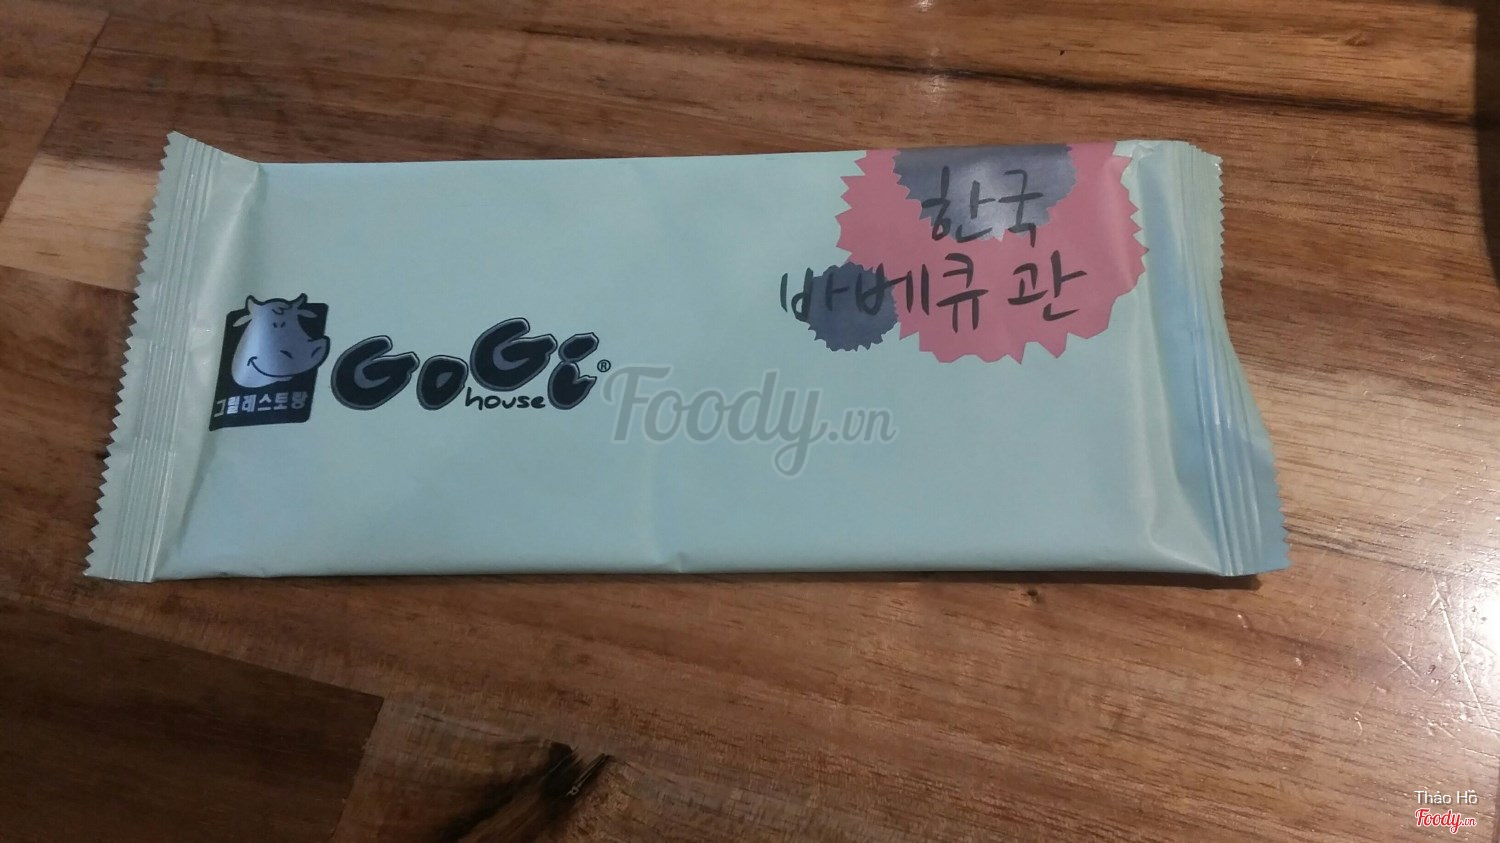 한국
바베큐 관
GoGi®
house
그릴레스토랑
Foody.vn
Thảo Hồ
Foody.vn